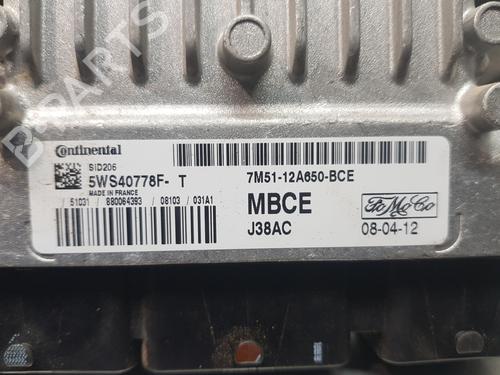 B-PARTS
Continental
SID206
5WS40778F- T
MADE IN FRANCE
/ 51031 / 880064393 / 08103 / 031A1
7M51-12A650-BCE
MBCE
J38AC
FoMoCo
08-04-12